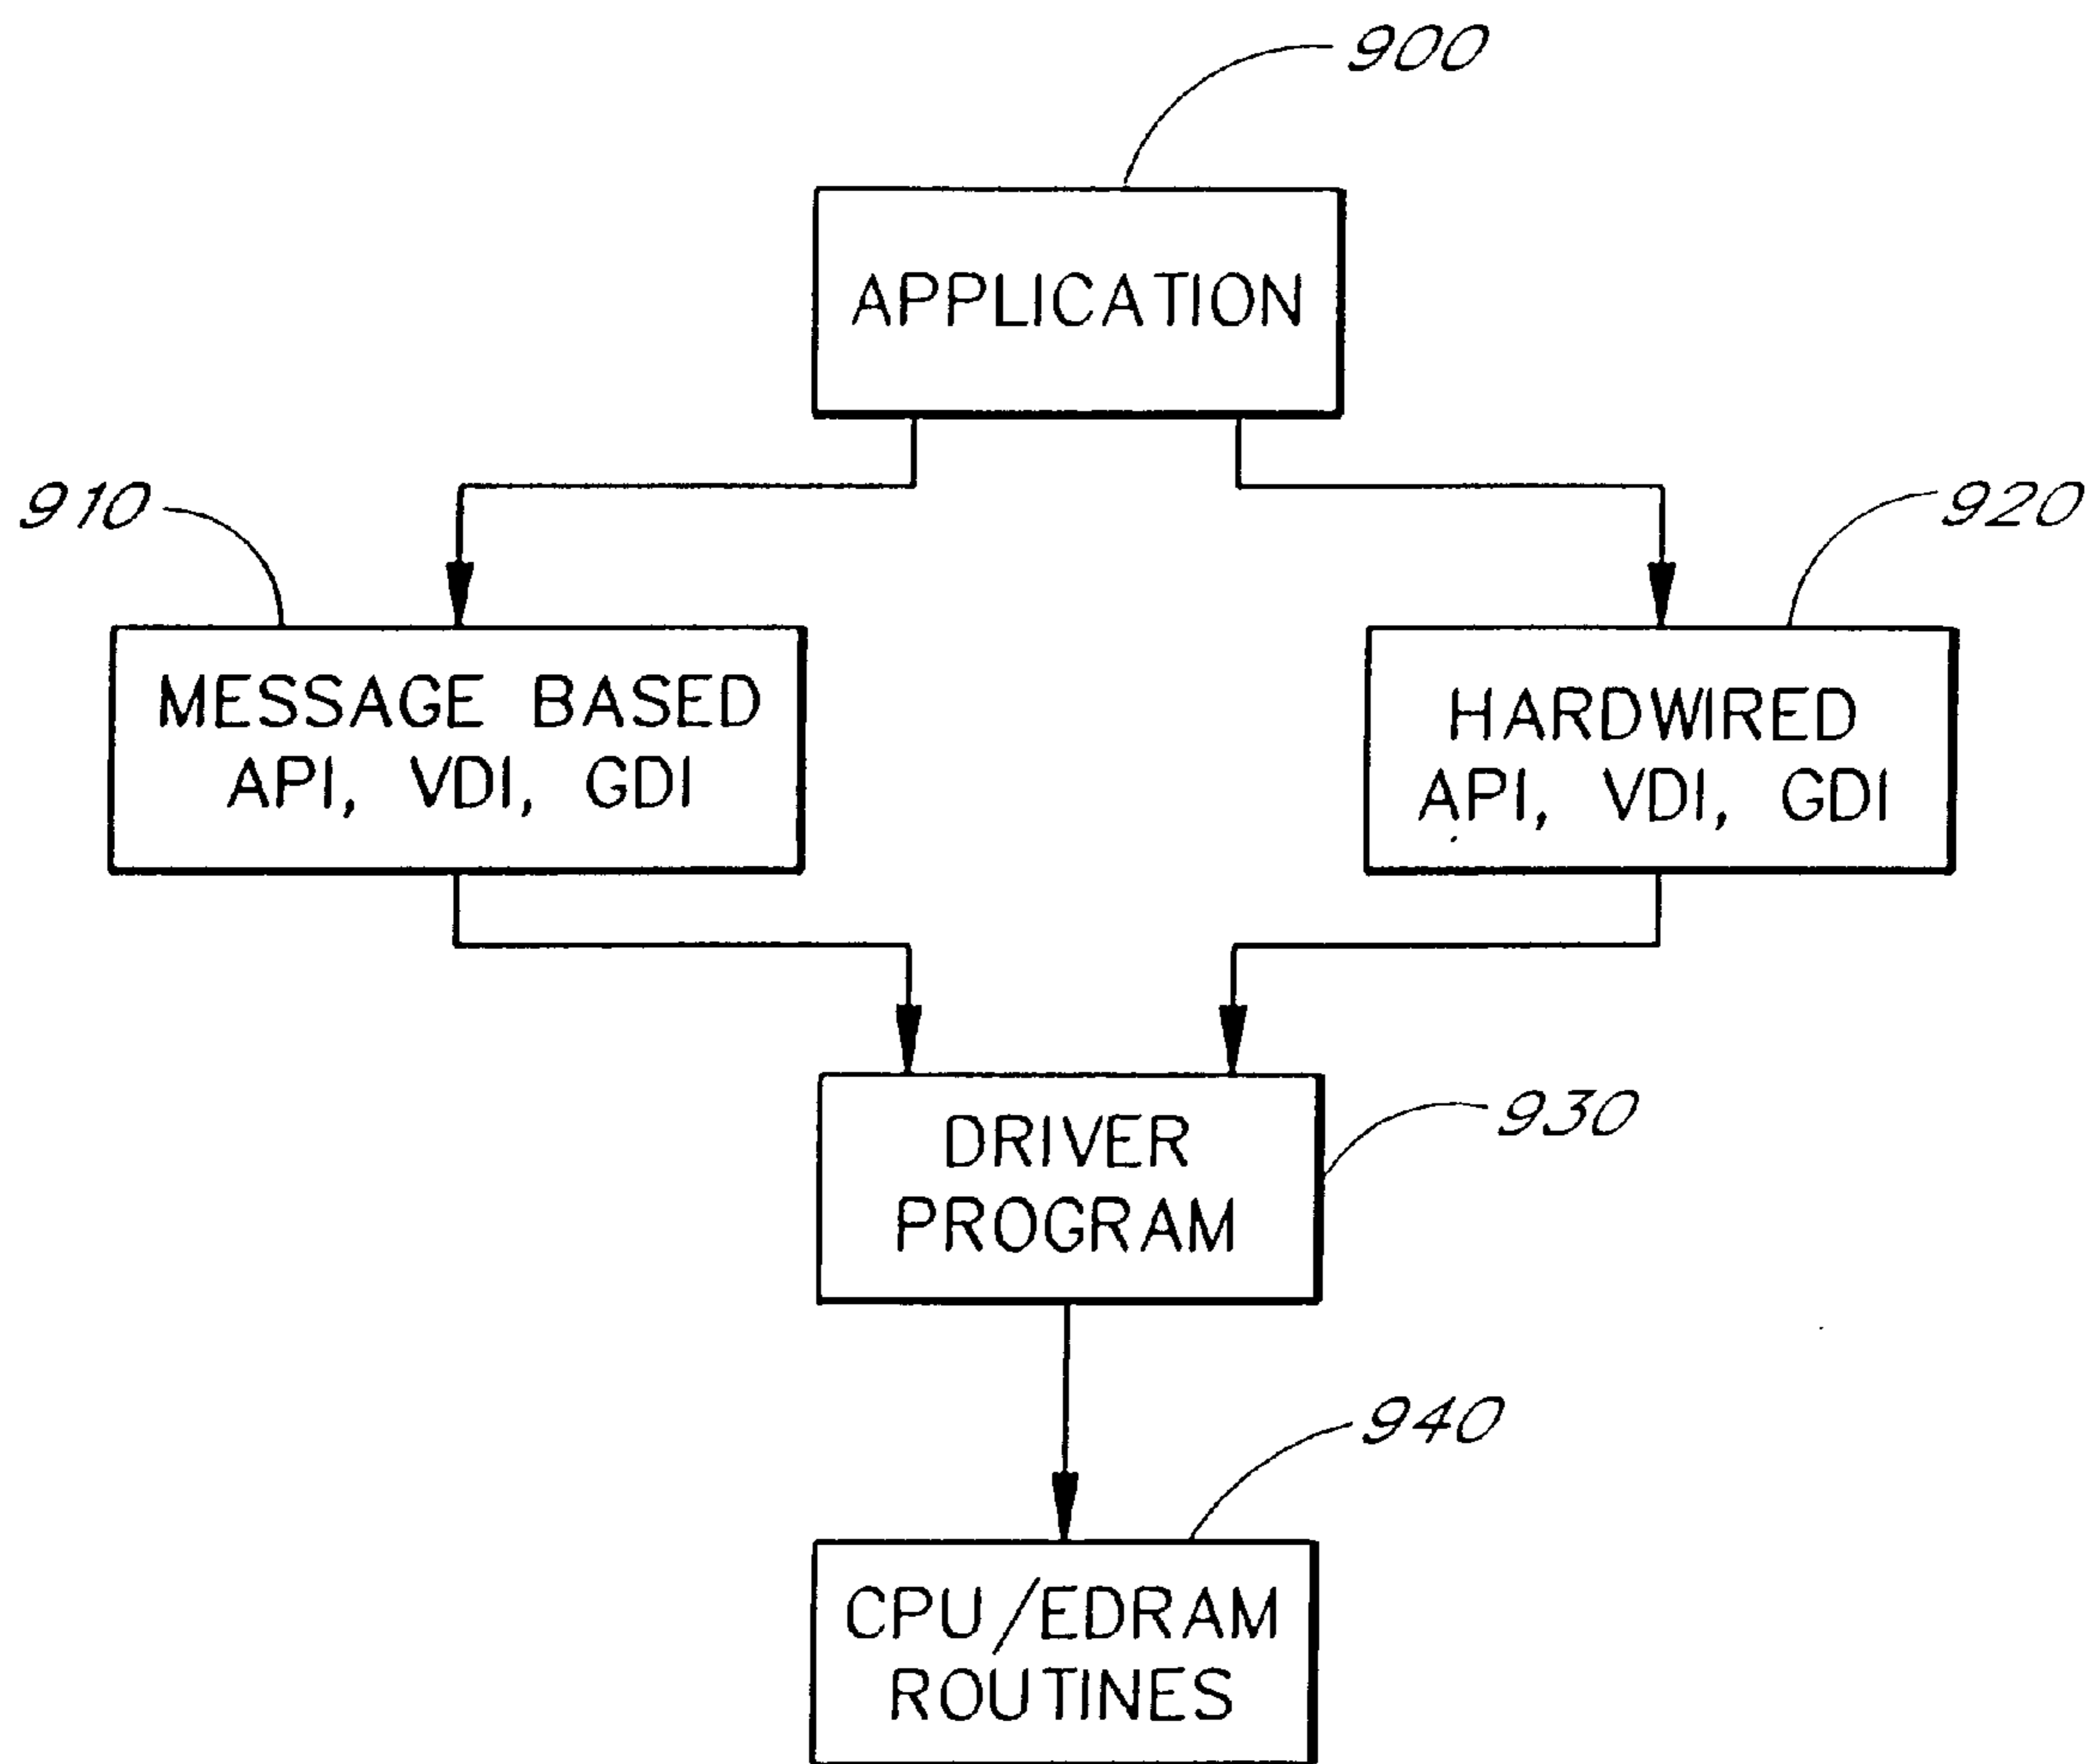 900
APPLICATION
910
920
MESSAGE BASED
API, VDI, GDI
HARDWIRED
API, VDI, GDI
DRIVER
PROGRAM
930
940
CPU/EDRAM
ROUTINES